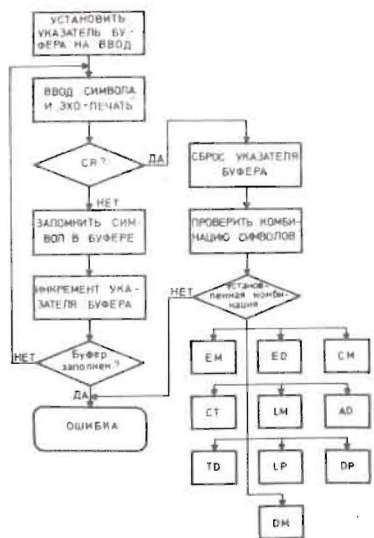 УСТАНОВИТЬ
УКАЗАТЕЛЬ БУ-
ФЕРА НА ВВОД
ВВОД СИМВОЛА
И ЭХО-ПЕЧАТЬ
CR?
ДА
НЕТ
ЗАПОМНИТЬ СИМ-
ВОЛ В БУФЕРЕ
ИНКРЕМЕНТ УКА-
ЗАТЕЛЯ БУФЕРА
Буфер
заполнен?
НЕТ
ДА
ОШИБКА
СБРОС УКАЗАТЕЛЯ
БУФЕРА
ПРОВЕРИТЬ КОМБИ-
НАЦИЮ СИМВОЛОВ
Установ-
ленная комби-
нация
НЕТ
EM
ED
CM
CT
LM
AD
TD
LP
DP
DM